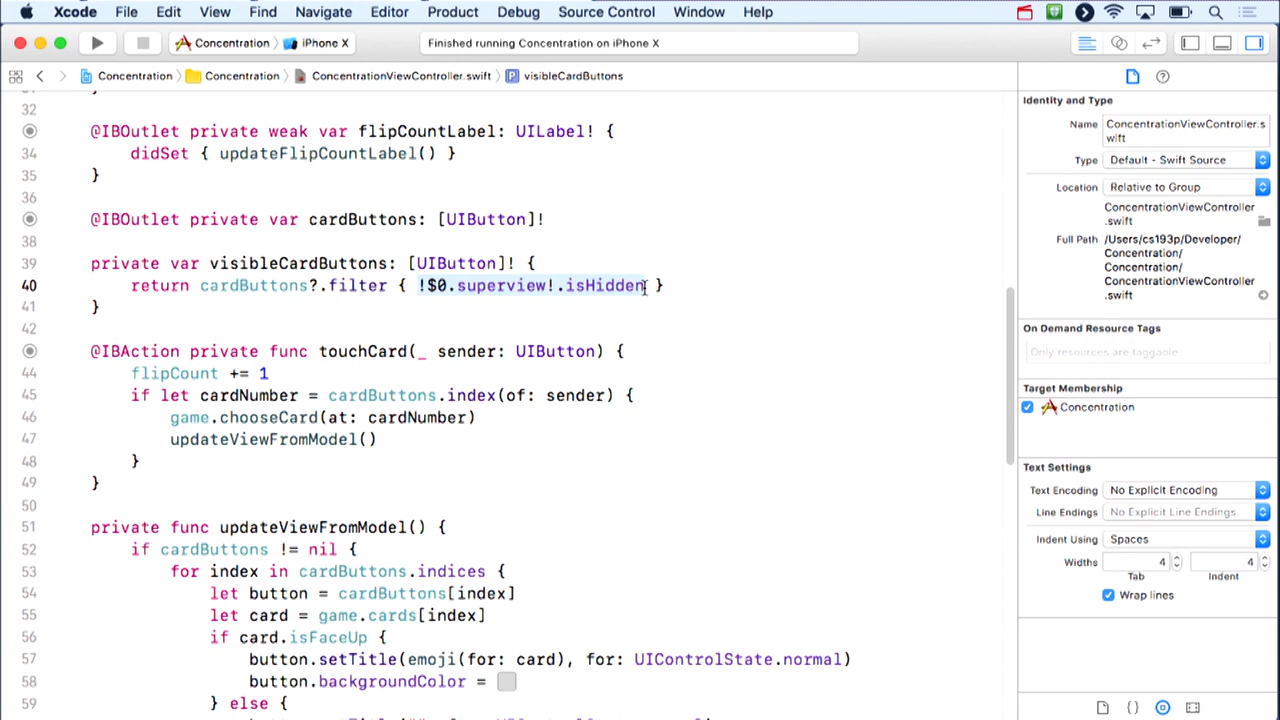 Xcode File Edit View Find Navigate Editor Product Debug Source Control Window Help
Concentration iPhone X Finished running Concentration on iPhone X
Concentration Concentration ConcentrationViewController.swift P visibleCardButtons
32
@IBOutlet private weak var flipCountLabel: UILabel! {
34 didSet { updateFlipCountLabel() }
35 }
36
@IBOutlet private var cardButtons: [UIButton]!
38
39 private var visibleCardButtons: [UIButton]! {
40 return cardButtons?.filter { !$0.superview!.isHidden }
41 }
42
@IBAction private func touchCard(_ sender: UIButton) {
44 flipCount += 1
45 if let cardNumber = cardButtons.index(of: sender) {
46 game.chooseCard(at: cardNumber)
47 updateViewFromModel()
48 }
49 }
50
51 private func updateViewFromModel() {
52 if cardButtons != nil {
53 for index in cardButtons.indices {
54 let button = cardButtons[index]
55 let card = game.cards[index]
56 if card.isFaceUp {
57 button.setTitle(emoji(for: card), for: UIControlState.normal)
58 button.backgroundColor =
59 } else {
Identity and Type
Name ConcentrationViewController.s
wift
Type Default - Swift Source
Location Relative to Group
ConcentrationViewController
.swift
Full Path /Users/cs193p/Developer/
Concentration/
Concentration/
ConcentrationViewController
.swift
On Demand Resource Tags
Only resources are taggable
Target Membership
Concentration
Text Settings
Text Encoding No Explicit Encoding
Line Endings No Explicit Line Endings
Indent Using Spaces
Widths 4 4
Tab Indent
Wrap lines